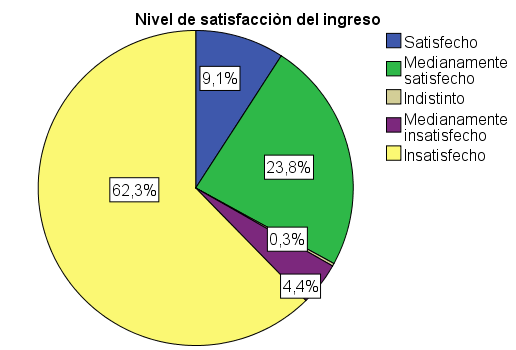 Nivel de satisfacciòn del ingreso
Satisfecho
Medianamente
satisfecho
Indistinto
Medianamente
insatisfecho
Insatisfecho
9,1%
23,8%
0,3%
4,4%
62,3%